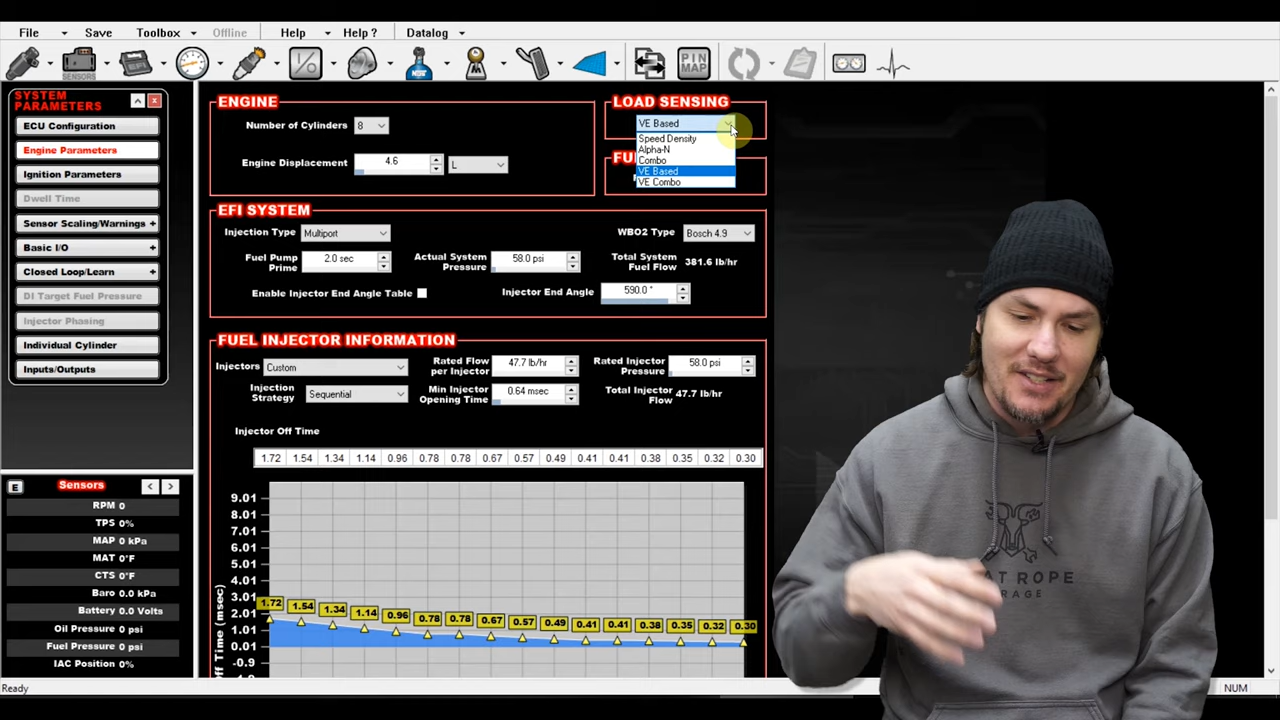 File Save Toolbox Offline Help Help ? Datalog
SENSORS EFI I/O NOS PIN MAP
SYSTEM PARAMETERS
ECU Configuration
Engine Parameters
Ignition Parameters
Dwell Time
Sensor Scaling/Warnings +
Basic I/O +
Closed Loop/Learn +
DI Target Fuel Pressure
Injector Phasing
Individual Cylinder
Inputs/Outputs
E Sensors < >
RPM 0
TPS 0%
MAP 0 kPa
MAT 0°F
CTS 0°F
Baro 0.0 kPa
Battery 0.0 Volts
Oil Pressure 0 psi
Fuel Pressure 0 psi
IAC Position 0%
ENGINE
Number of Cylinders 8
Engine Displacement 4.6 L
LOAD SENSING
VE Based
Speed Density
Alpha-N
Combo
VE Based
VE Combo
FU
EFI SYSTEM
Injection Type Multiport WBO2 Type Bosch 4.9
Fuel Pump Prime 2.0 sec Actual System Pressure 58.0 psi Total System Fuel Flow 381.6 lb/hr
Enable Injector End Angle Table Injector End Angle 590.0 °
FUEL INJECTOR INFORMATION
Injectors Custom Rated Flow per Injector 47.7 lb/hr Rated Injector Pressure 58.0 psi
Injection Strategy Sequential Min Injector Opening Time 0.64 msec Total Injector Flow 47.7 lb/hr
Injector Off Time
1.72 1.54 1.34 1.14 0.96 0.78 0.78 0.67 0.57 0.49 0.41 0.41 0.38 0.35 0.32 0.30
9.01
8.01
7.01
6.01
5.01
4.01
3.01
2.01
1.01
0.01
-0.9
Off Time (msec)
1.72 1.54 1.34 1.14 0.96 0.78 0.78 0.67 0.57 0.49 0.41 0.41 0.38 0.35 0.32 0.30
AT ROPE
RAGE
Ready NUM